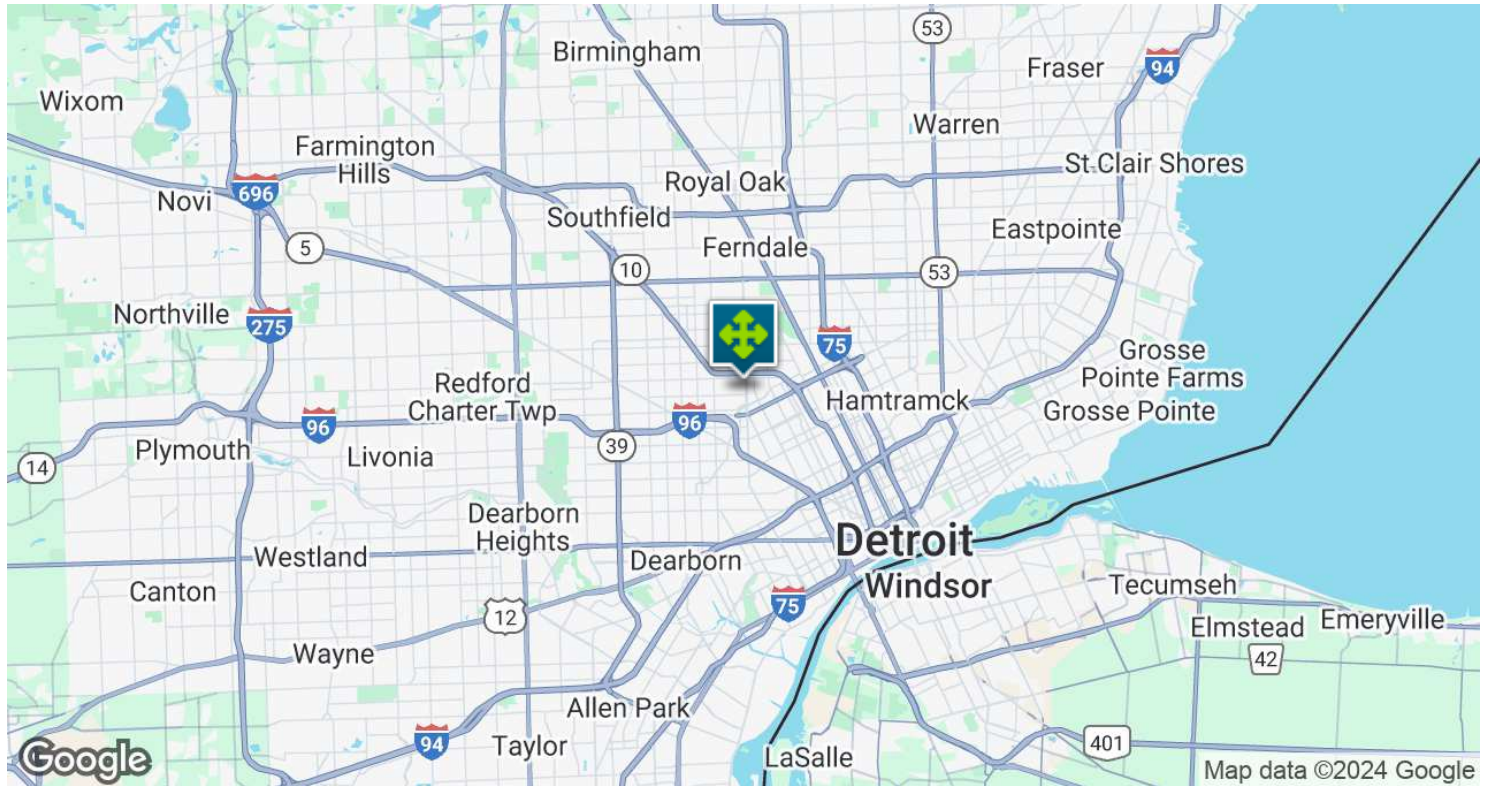 53
Birmingham
Fraser
94
Wixom
Warren
Farmington
Hills
St Clair Shores
Royal Oak
696
Novi
Southfield
Eastpointe
5
Ferndale
10
53
Northville
275
75
Grosse
Pointe Farms
Redford
Charter Twp
Hamtramck
Grosse Pointe
96
96
39
Plymouth
Livonia
14
Dearborn
Heights
Detroit
Westland
Dearborn
Windsor
Canton
Tecumseh
75
12
Elmstead
Emeryville
42
Wayne
Allen Park
94
Taylor
401
LaSalle
Google
Map data ©2024 Google